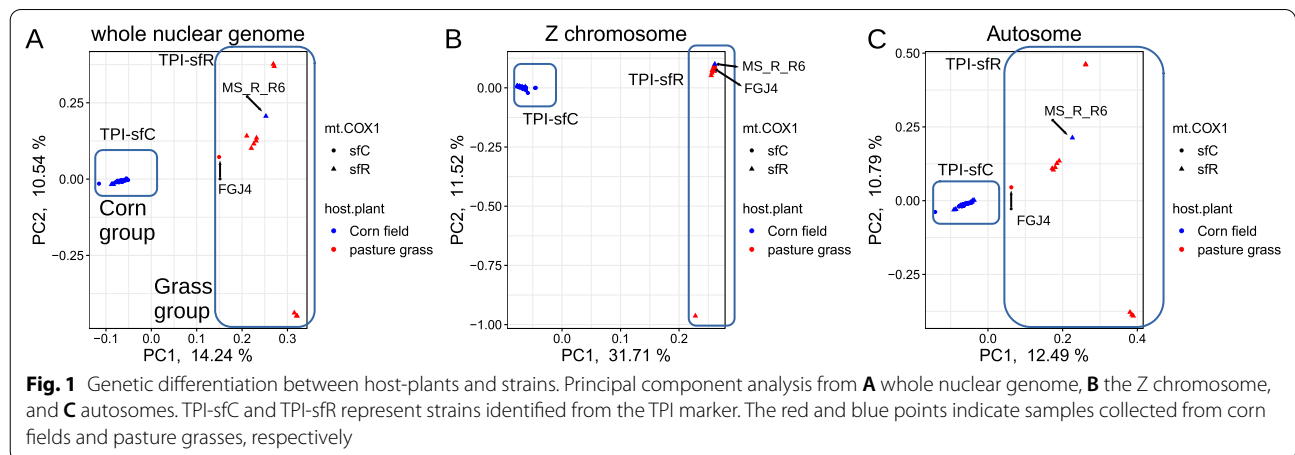 A
whole nuclear genome
TPI-sfR
MS_R_R6
0.25
TPI-sfC
0.00
FGJ4
Corn
group
−0.25
Grass
group
PC2, 10.54 %
−0.1
0.0
0.1
0.2
0.3
PC1, 14.24 %
mt.COX1
sfC
sfR
host.plant
Corn field
pasture grass
B
Z chromosome
TPI-sfR
MS_R_R6
FGJ4
0.00
TPI-sfC
−0.25
−0.50
−0.75
−1.00
PC2, 11.52 %
0.0
0.1
0.2
PC1, 31.71 %
mt.COX1
sfC
sfR
host.plant
Corn field
pasture grass
C
Autosome
0.50
TPI-sfR
MS_R_R6
0.25
TPI-sfC
0.00
FGJ4
−0.25
PC2, 10.79 %
0.0
0.2
0.4
PC1, 12.49 %
mt.COX1
sfC
sfR
host.plant
Corn field
pasture grass
Fig. 1 Genetic differentiation between host-plants and strains. Principal component analysis from A whole nuclear genome, B the Z chromosome,
and C autosomes. TPI-sfC and TPI-sfR represent strains identified from the TPI marker. The red and blue points indicate samples collected from corn
fields and pasture grasses, respectively